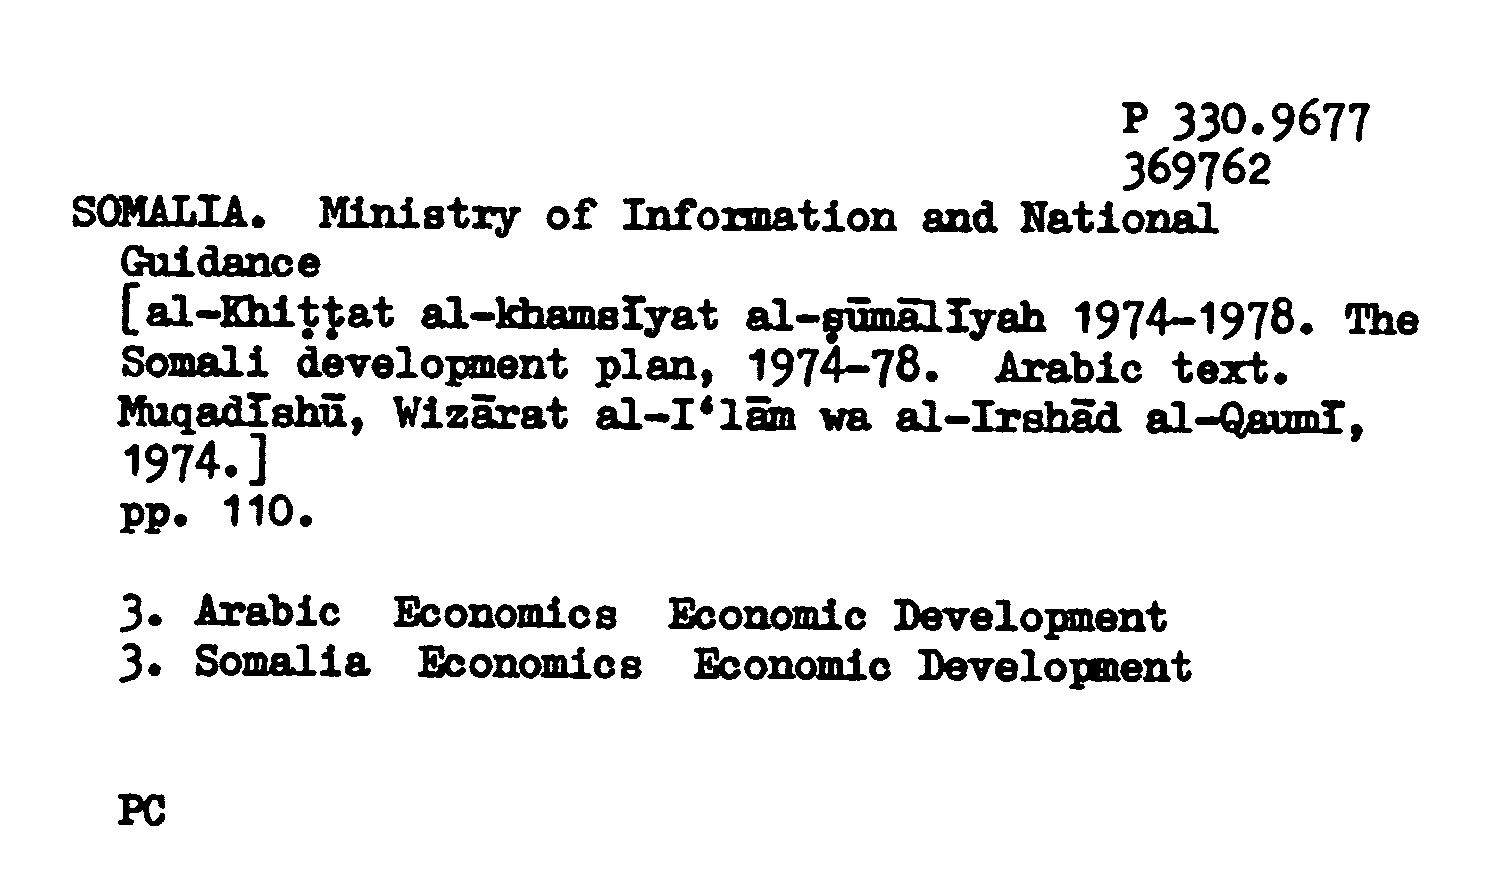 P 330.9677
369762
SOMALIA. Ministry of Information and National
Guidance
[al-Khiṭṭat al-khamsīyat al-ṣūmālīyah 1974-1978. The
Somali development plan, 1974-78. Arabic text.
Muqadīshū, Wizārat al-I‘lām wa al-Irshād al-Qaumī,
1974.]
pp. 110.
3. Arabic Economics Economic Development
3. Somalia Economics Economic Development
PC